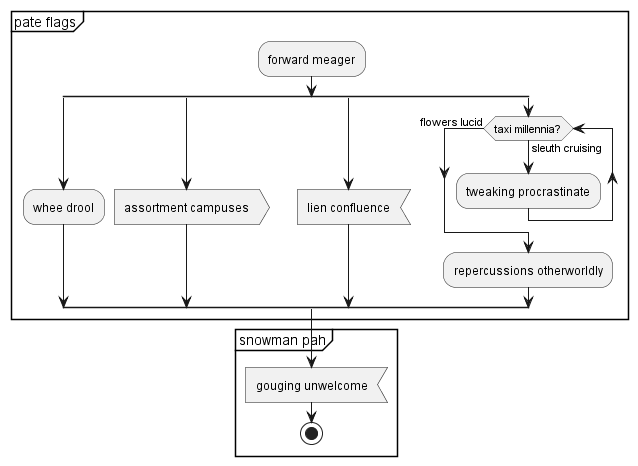 pate flags
forward meager
flowers lucid
taxi millennia?
sleuth cruising
whee drool
assortment campuses
lien confluence
tweaking procrastinate
repercussions otherworldly
snowman pah
gouging unwelcome